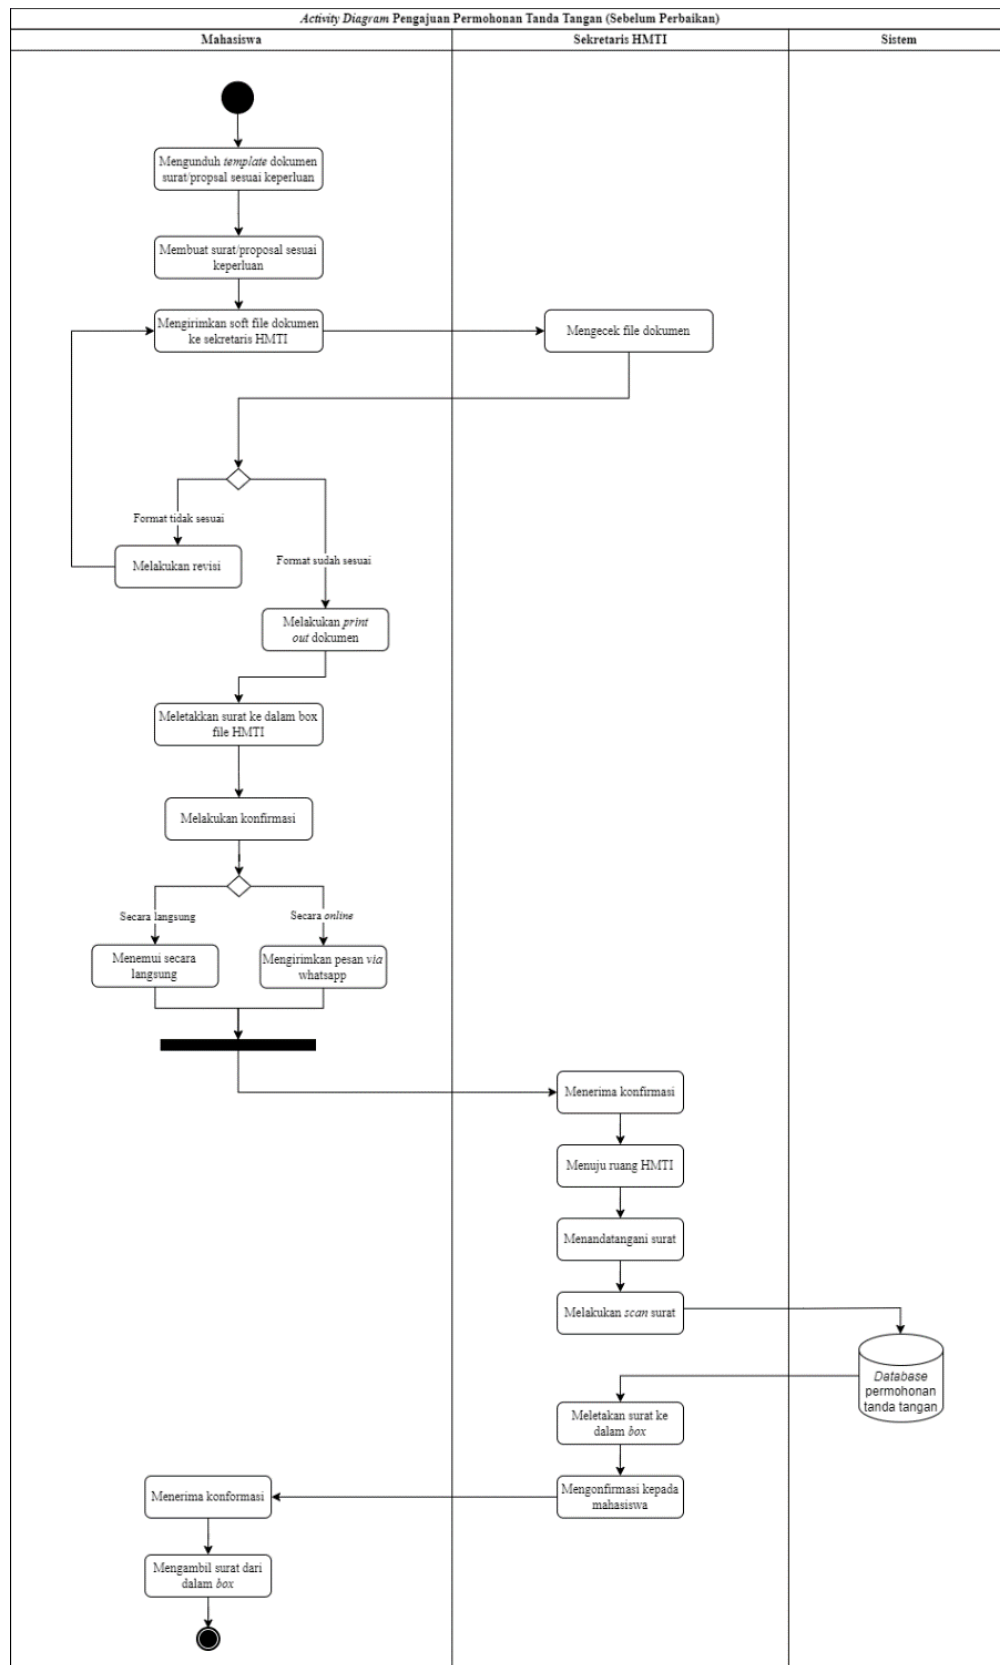 Activity Diagram Pengajuan Permohonan Tanda Tangan (Sebelum Perbaikan)
Mahasiswa
Sekretaris HMTI
Sistem
Mengunduh template dokumen
surat/propsal sesuai keperluan
Membuat surat/proposal sesuai
keperluan
Mengirimkan soft file dokumen
ke sekretaris HMTI
Mengecek file dokumen
Format tidak sesuai
Format sudah sesuai
Melakukan revisi
Melakukan print
out dokumen
Meletakkan surat ke dalam box
file HMTI
Melakukan konfirmasi
Secara langsung
Secara online
Menemui secara
langsung
Mengirimkan pesan via
whatsapp
Menerima konfirmasi
Menuju ruang HMTI
Menandatangani surat
Melakukan scan surat
Database
permohonan
tanda tangan
Meletakan surat ke
dalam box
Mengonfirmasi kepada
mahasiswa
Menerima konformasi
Mengambil surat dari
dalam box